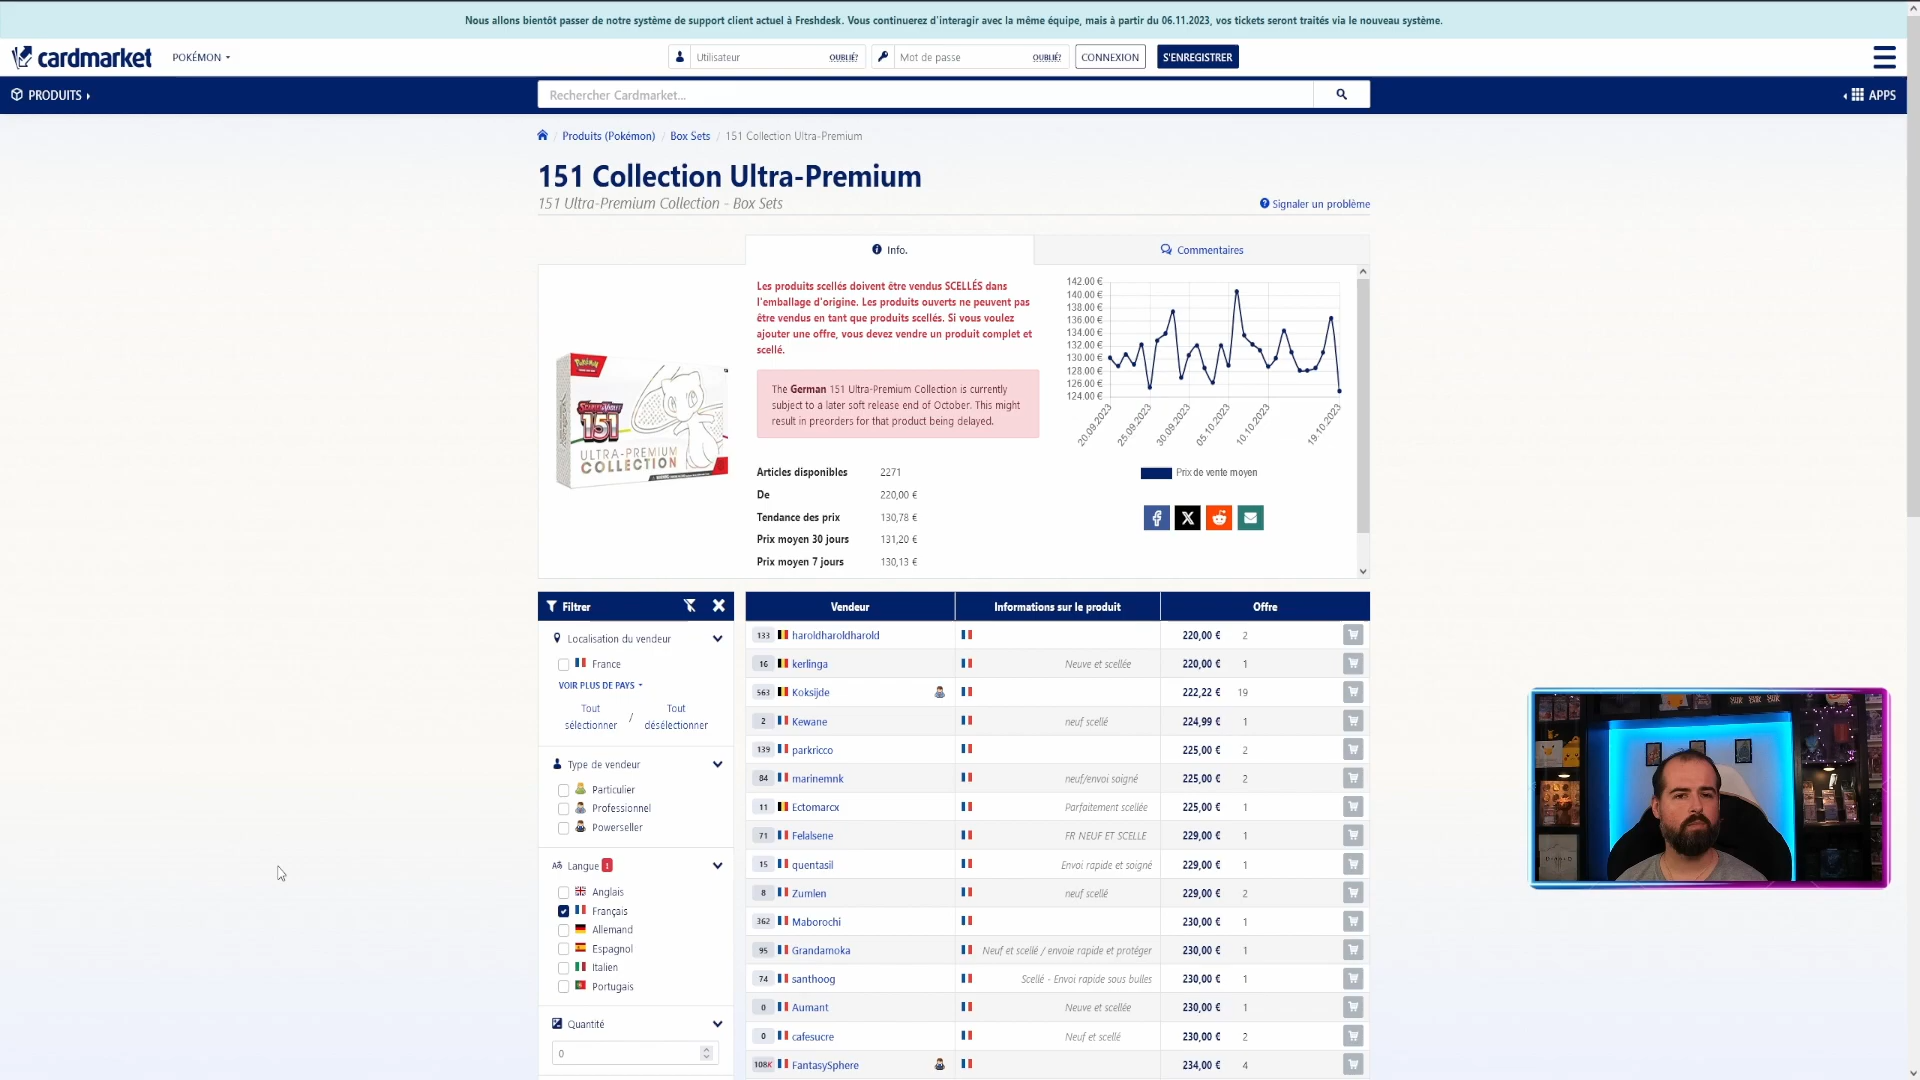 Nous allons bientôt passer de notre système de support client actuel à Freshdesk. Vous continuerez d'interagir avec la même équipe, mais à partir du 06.11.2023, vos tickets seront traités via le nouveau système.
cardmarket
POKÉMON
Utilisateur
OUBLIÉ?
Mot de passe
OUBLIÉ?
CONNEXION
S'ENREGISTRER
PRODUITS
Rechercher Cardmarket...
APPS
Produits (Pokémon) / Box Sets / 151 Collection Ultra-Premium
151 Collection Ultra-Premium
151 Ultra-Premium Collection - Box Sets
Signaler un problème
Info.
Commentaires
Pokémon
SCARLET & VIOLET
151
ULTRA-PREMIUM
COLLECTION
Les produits scellés doivent être vendus SCELLÉS dans
l'emballage d'origine. Les produits ouverts ne peuvent pas
être vendus en tant que produits scellés. Si vous voulez
ajouter une offre, vous devez vendre un produit complet et
scellé.
The German 151 Ultra-Premium Collection is currently
subject to a later soft release end of October. This might
result in preorders for that product being delayed.
Articles disponibles 2271
De 220,00 €
Tendance des prix 130,78 €
Prix moyen 30 jours 131,20 €
Prix moyen 7 jours 130,13 €
142.00 €
140.00 €
138.00 €
136.00 €
134.00 €
132.00 €
130.00 €
128.00 €
126.00 €
124.00 €
20.09.2023
25.09.2023
30.09.2023
05.10.2023
10.10.2023
19.10.2023
Prix de vente moyen
Filtrer
Localisation du vendeur
France
VOIR PLUS DE PAYS
Tout
sélectionner
/
Tout
désélectionner
Type de vendeur
Particulier
Professionnel
Powerseller
Langue
Anglais
Français
Allemand
Espagnol
Italien
Portugais
Quantité
0
Vendeur Informations sur le produit Offre
133 haroldharoldharold 220,00 € 2
16 kerlinga Neuve et scellée 220,00 € 1
563 Koksijde 222,22 € 19
2 Kewane neuf scellé 224,99 € 1
139 parkricco 225,00 € 2
84 marinemnk neuf/envoi soigné 225,00 € 2
11 Ectomarcx Parfaitement scellée 225,00 € 1
71 Felalsene FR NEUF ET SCELLE 229,00 € 1
15 quentasil Envoi rapide et soigné 229,00 € 1
8 Zumlen neuf scellé 229,00 € 2
362 Maborochi 230,00 € 1
95 Grandamoka Neuf et scellé / envoie rapide et protéger 230,00 € 1
74 santhoog Scellé - Envoi rapide sous bulles 230,00 € 1
0 Aumant Neuve et scellée 230,00 € 1
0 cafesucre Neuf et scellé 230,00 € 2
108K FantasySphere 234,00 € 4